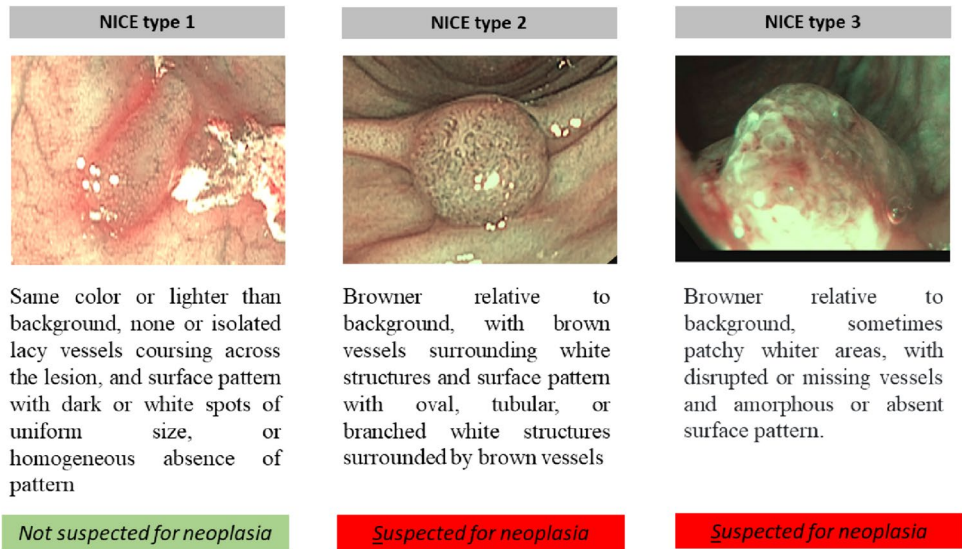 NICE type 1
NICE type 2
NICE type 3
Same color or lighter than
background, none or isolated
lacy vessels coursing across
the lesion, and surface pattern
with dark or white spots of
uniform size, or
homogeneous absence of
pattern
Browner relative to
background, with brown
vessels surrounding white
structures and surface pattern
with oval, tubular, or
branched white structures
surrounded by brown vessels
Browner relative to
background, sometimes
patchy whiter areas, with
disrupted or missing vessels
and amorphous or absent
surface pattern.
Not suspected for neoplasia
Suspected for neoplasia
Suspected for neoplasia